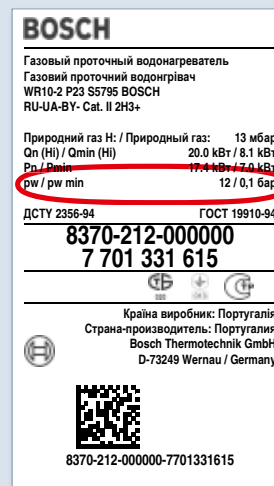 BOSCH
Газовый проточный водонагреватель
Газовий проточний водонгрівач
WR10-2 P23 S5795 BOSCH
RU-UA-BY- Cat. II 2H3+
Природний газ H: / Природный газ: 13 мбар
Qn (Hi) / Qmin (Hi) 20.0 кВт / 8.1 кВт
Pn / Pmin 17.4 кВт / 7.0 кВт
pw / pw min 12 / 0,1 бар
ДСТУ 2356-94 ГОСТ 19910-94
8370-212-000000
7 701 331 615
Країна виробник: Португалія
Страна-производитель: Португалия
Bosch Thermotechnik GmbH
D-73249 Wernau / Germany
8370-212-000000-7701331615